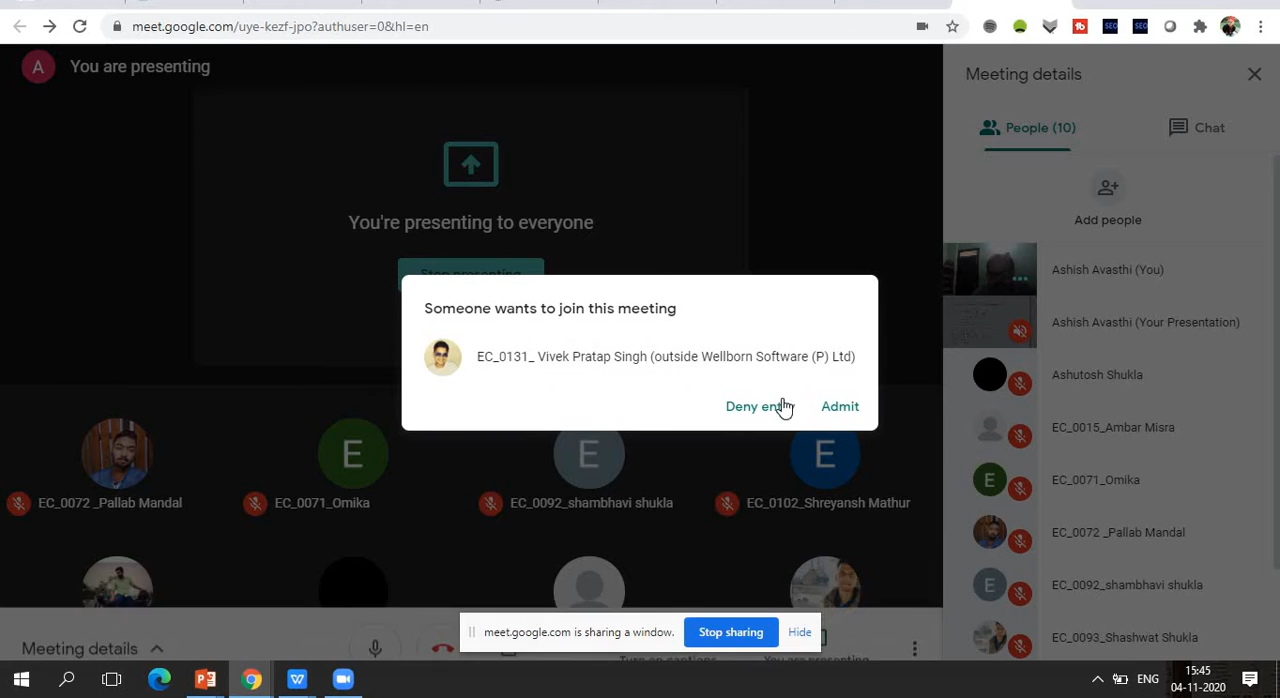 meet.google.com/uye-kezf-jpo?authuser=0&hl=en
A
You are presenting
You're presenting to everyone
Stop presenting
Someone wants to join this meeting
EC_0131_ Vivek Pratap Singh (outside Wellborn Software (P) Ltd)
Admit
Meeting details
People (10)
Chat
Add people
Ashish Avasthi (You)
Ashish Avasthi (Your Presentation)
Ashutosh Shukla
EC_0015_Ambar Misra
EC_0071_Omika
EC_0072 _Pallab Mandal
EC_0092_shambhavi shukla
EC_0093_Shashwat Shukla
E
E
E
E
E
EC_0072 _Pallab Mandal
EC_0071_Omika
EC_0092_shambhavi shukla
EC_0102_Shreyansh Mathur
Meeting details
meet.google.com is sharing a window.
Stop sharing
Hide
ENG
15:45
04-11-2020